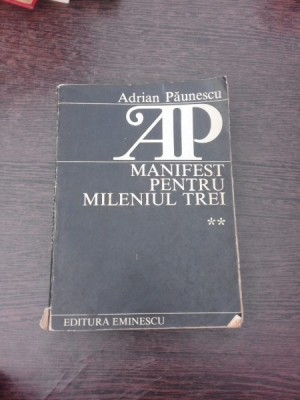 Adrian Păunescu
AP
MANIFEST
PENTRU
MILENIUL TREI
**
EDITURA EMINESCU